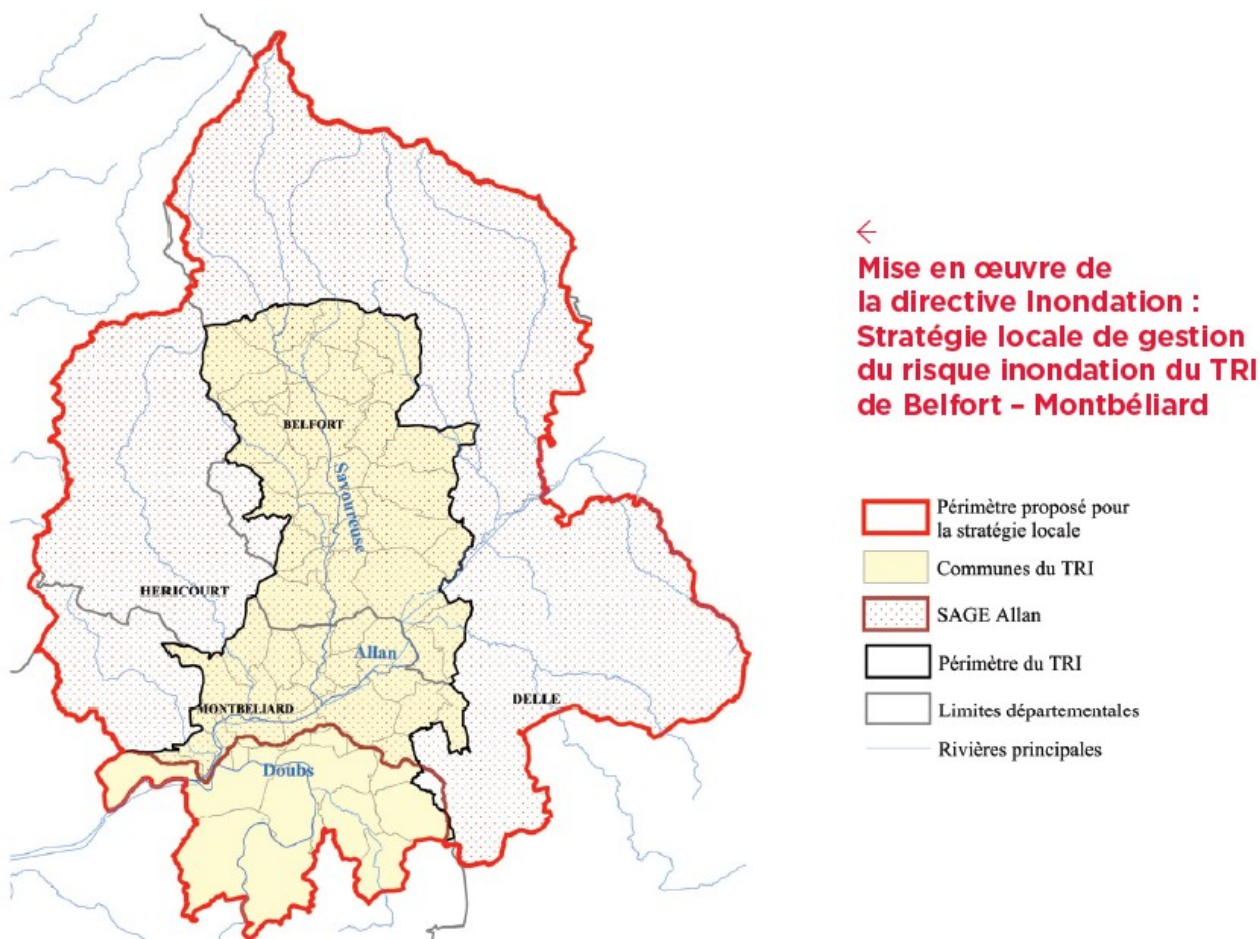 BELFORT
Savoureuse
HERICOURT
Allan
MONTBELIARD
DELLE
Doubs
←
Mise en œuvre de
la directive Inondation :
Stratégie locale de gestion
du risque inondation du TRI
de Belfort – Montbéliard
Périmètre proposé pour
la stratégie locale
Communes du TRI
SAGE Allan
Périmètre du TRI
Limites départementales
Rivières principales